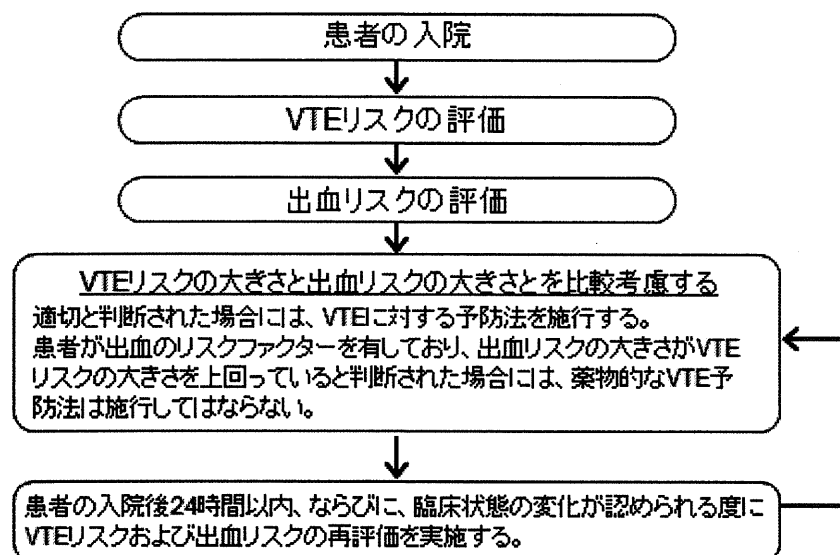 患者の入院
VTEリスクの評価
出血リスクの評価
VTEリスクの大きさと出血リスクの大きさとを比較考慮する
適切と判断された場合には、VTEに対する予防法を施行する。
患者が出血のリスクファクターを有しており、出血リスクの大きさがVTE
リスクの大きさを上回っていると判断された場合には、薬物的なVTE予
防法は施行してはならない。
患者の入院後24時間以内、ならびに、臨床状態の変化が認められる度に
VTEリスクおよび出血リスクの再評価を実施する。